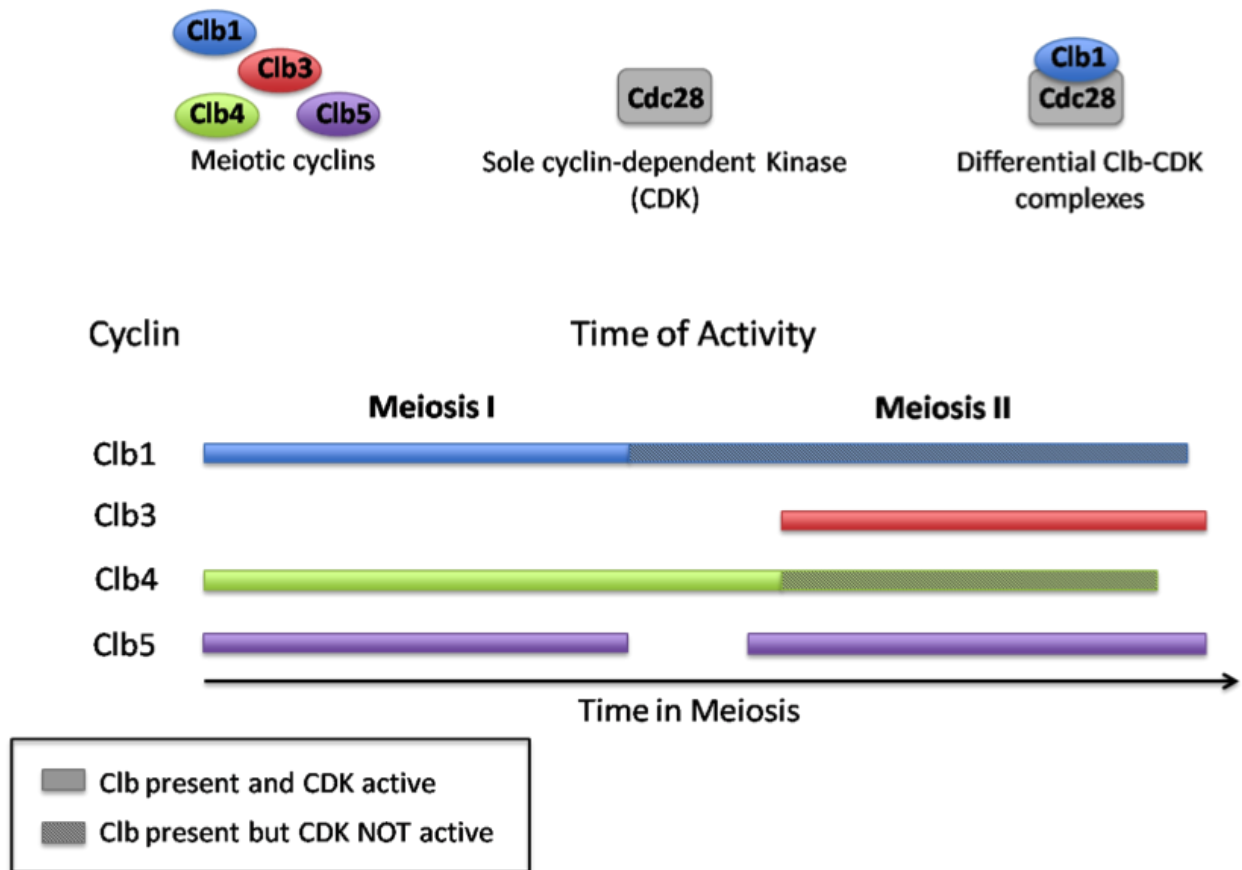 Clb1
Clb3
Clb4
Clb5
Meiotic cyclins
Cdc28
Sole cyclin-dependent Kinase
(CDK)
Clb1
Cdc28
Differential Clb-CDK
complexes
Cyclin
Time of Activity
Meiosis I
Meiosis II
Clb1
Clb3
Clb4
Clb5
Time in Meiosis
Clb present and CDK active
Clb present but CDK NOT active